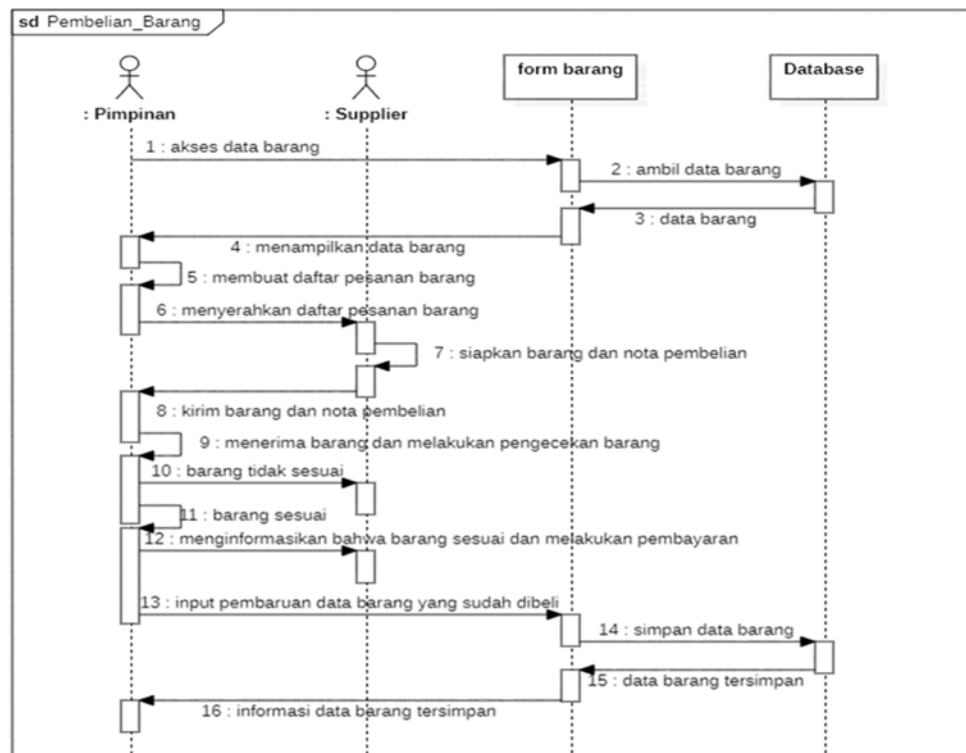 sd Pembelian_Barang
: Pimpinan
: Supplier
form barang
Database
1 : akses data barang
2 : ambil data barang
3 : data barang
4 : menampilkan data barang
5 : membuat daftar pesanan barang
6 : menyerahkan daftar pesanan barang
7 : siapkan barang dan nota pembelian
8 : kirim barang dan nota pembelian
9 : menerima barang dan melakukan pengecekan barang
10 : barang tidak sesuai
11 : barang sesuai
12 : menginformasikan bahwa barang sesuai dan melakukan pembayaran
13 : input pembaruan data barang yang sudah dibeli
14 : simpan data barang
15 : data barang tersimpan
16 : informasi data barang tersimpan